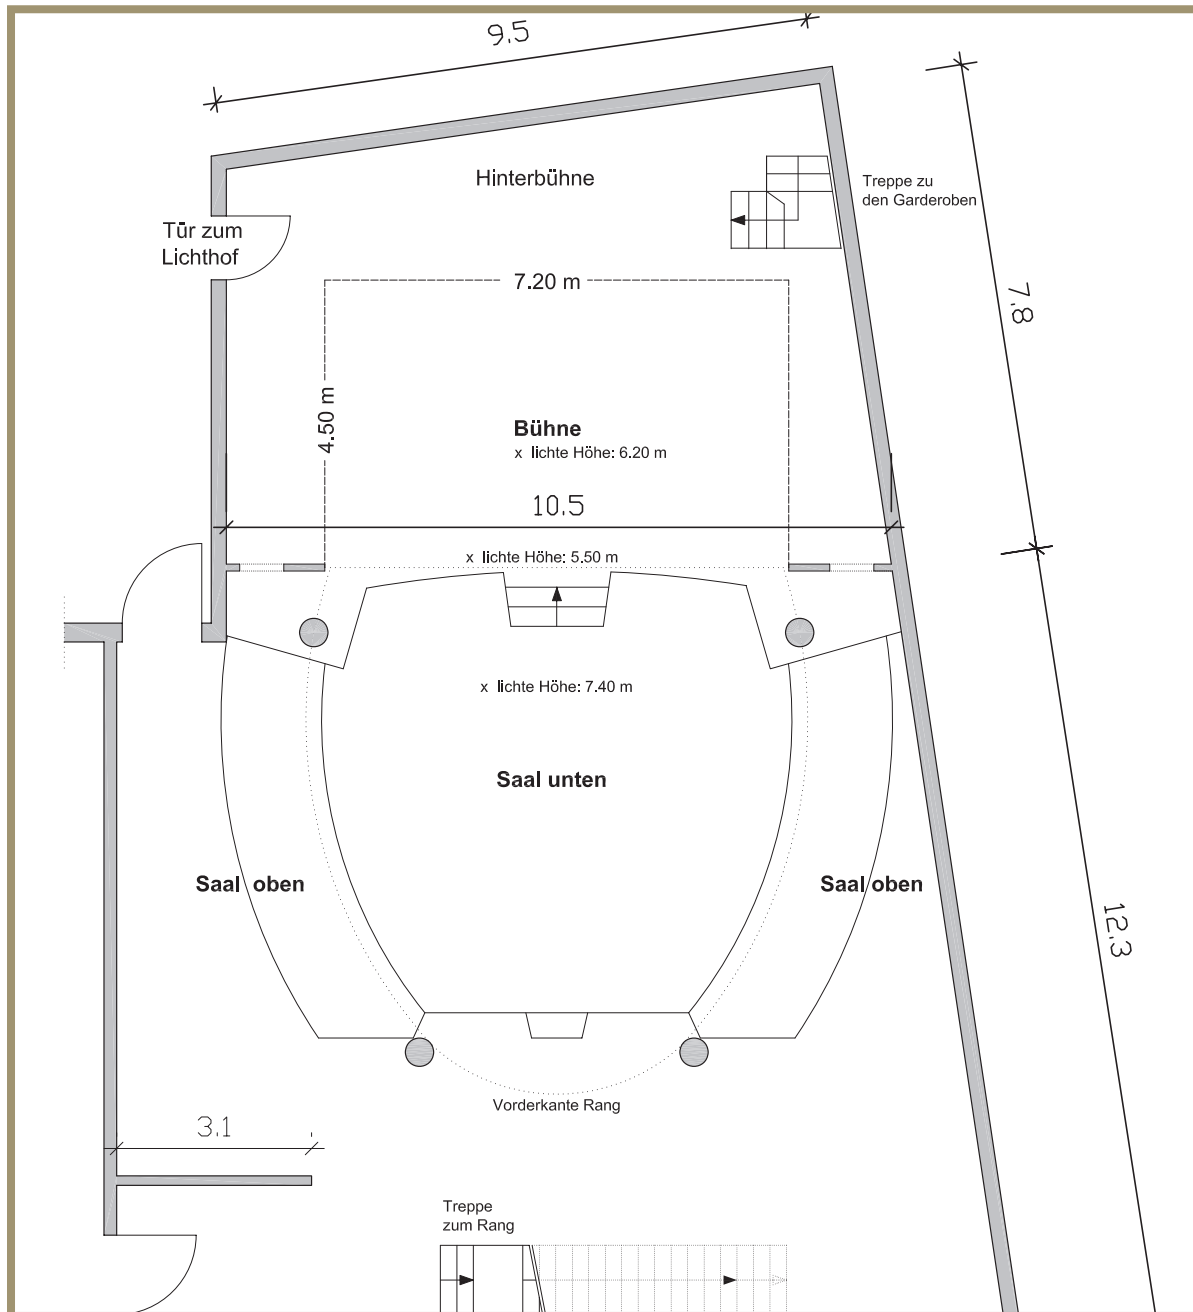 9.5
Hinterbühne
Treppe zu
den Garderoben
Tür zum
Lichthof
7.20 m
7.8
4.50 m
Bühne
x lichte Höhe: 6.20 m
10.5
x lichte Höhe: 5.50 m
x lichte Höhe: 7.40 m
Saal unten
Saal oben
Saal oben
12.3
Vorderkante Rang
3.1
Treppe
zum Rang